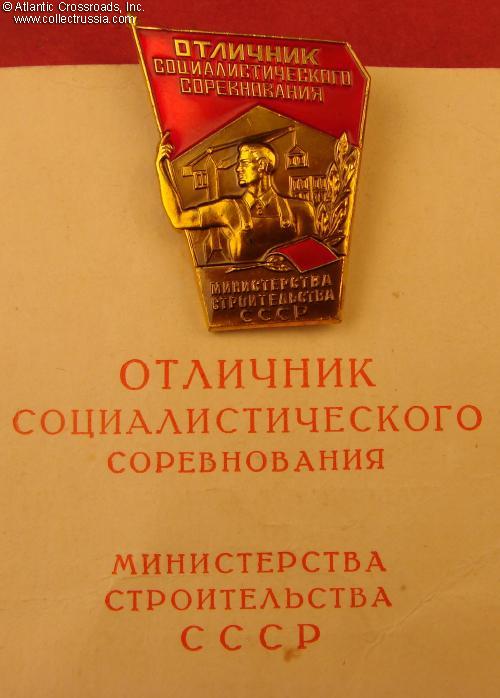 © Atlantic Crossroads, Inc.
www.collectrussia.com
ОТЛИЧНИК
СОЦИАЛИСТИЧЕСКОГО
СОРЕВНОВАНИЯ
МИНИСТЕРСТВА
СТРОИТЕЛЬСТВА
СССР
ОТЛИЧНИК
СОЦИАЛИСТИЧЕСКОГО
СОРЕВНОВАНИЯ
МИНИСТЕРСТВА
СТРОИТЕЛЬСТВА
СССР